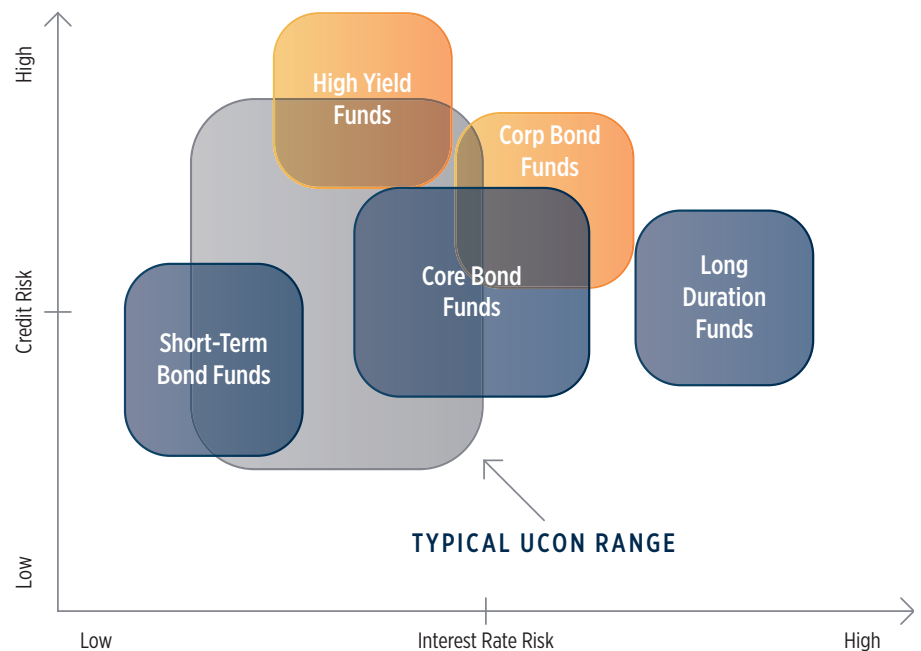 High
High Yield
Funds
Corp Bond
Funds
Core Bond
Funds
Long
Duration
Funds
Credit Risk
Short-Term
Bond Funds
TYPICAL UCON RANGE
Low
Low
Interest Rate Risk
High